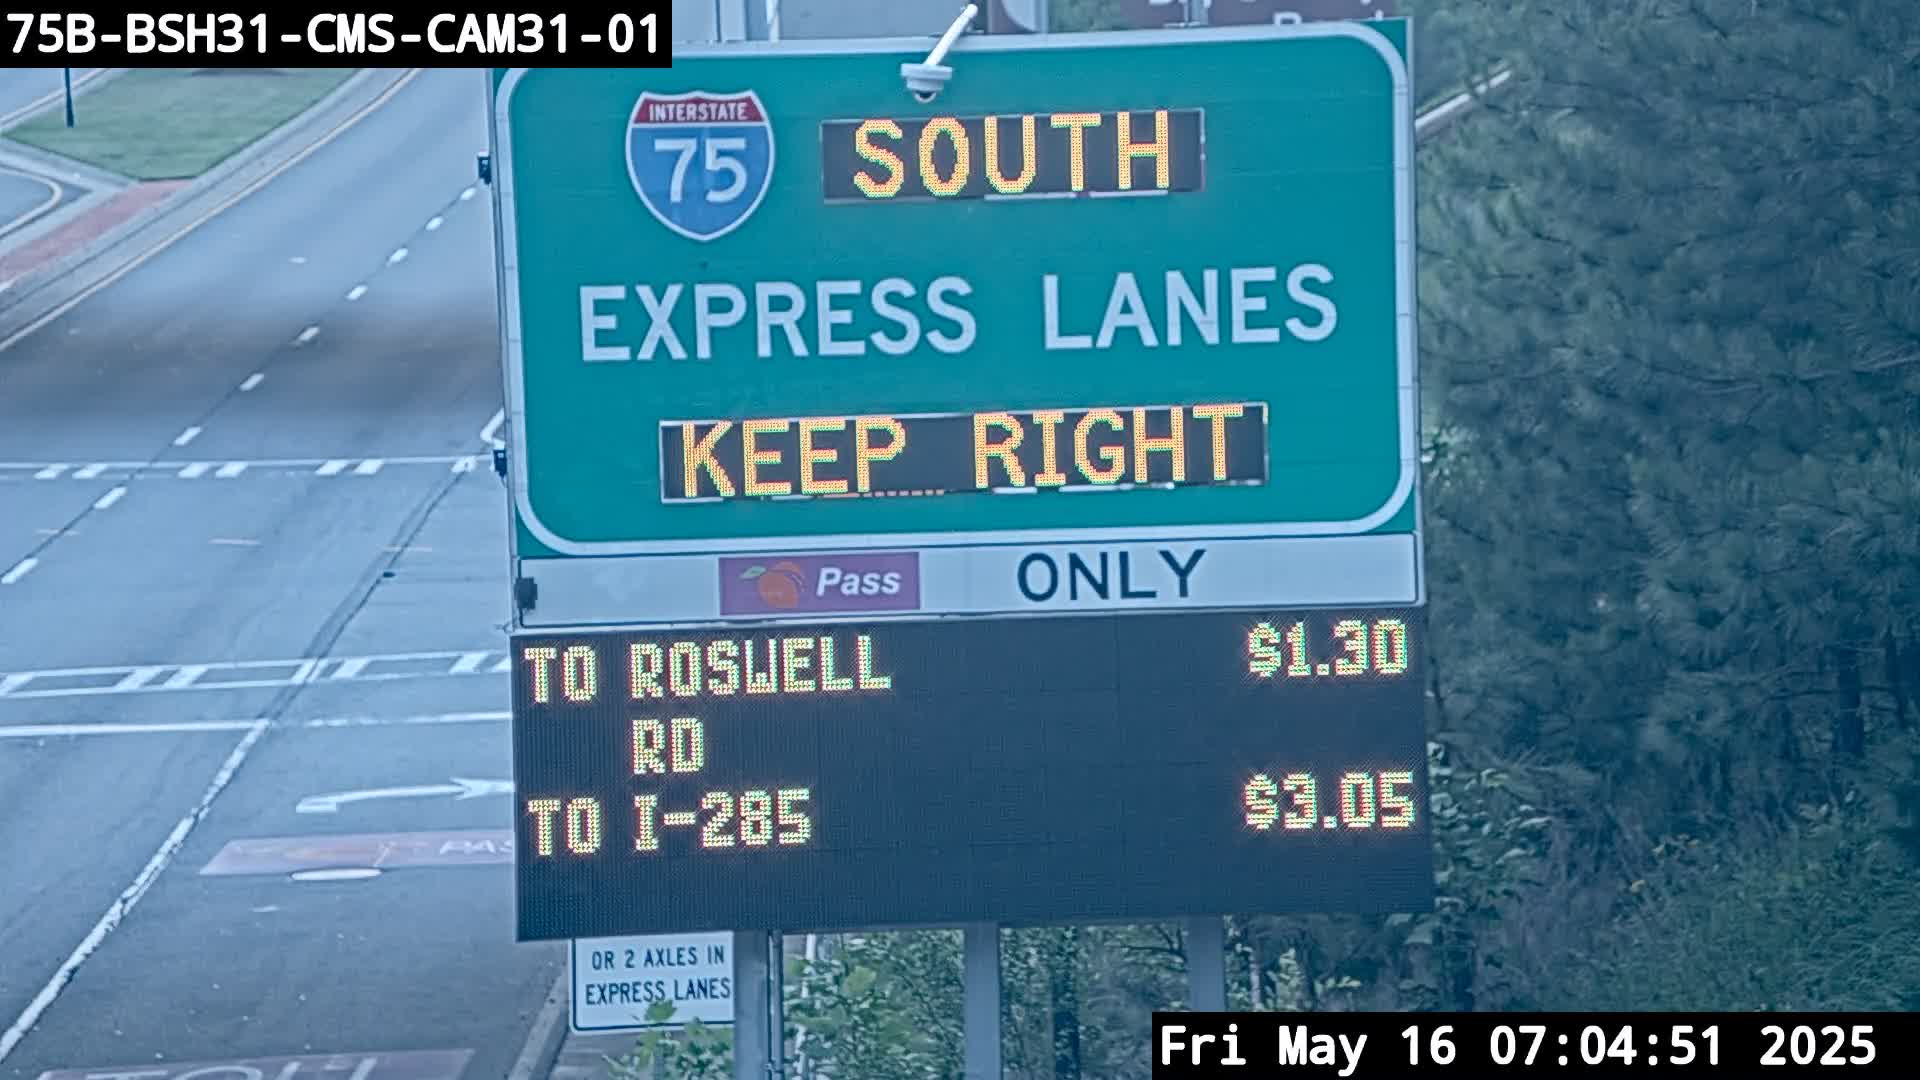 75B-BSH31-CMS-CAM31-01
INTERSTATE
75
SOUTH
EXPRESS LANES
KEEP RIGHT
Pass ONLY
TO ROSWELL $1.30
RD
TO I-285 $3.05
OR 2 AXLES IN
EXPRESS LANES
Fri May 16 07:04:51 2025